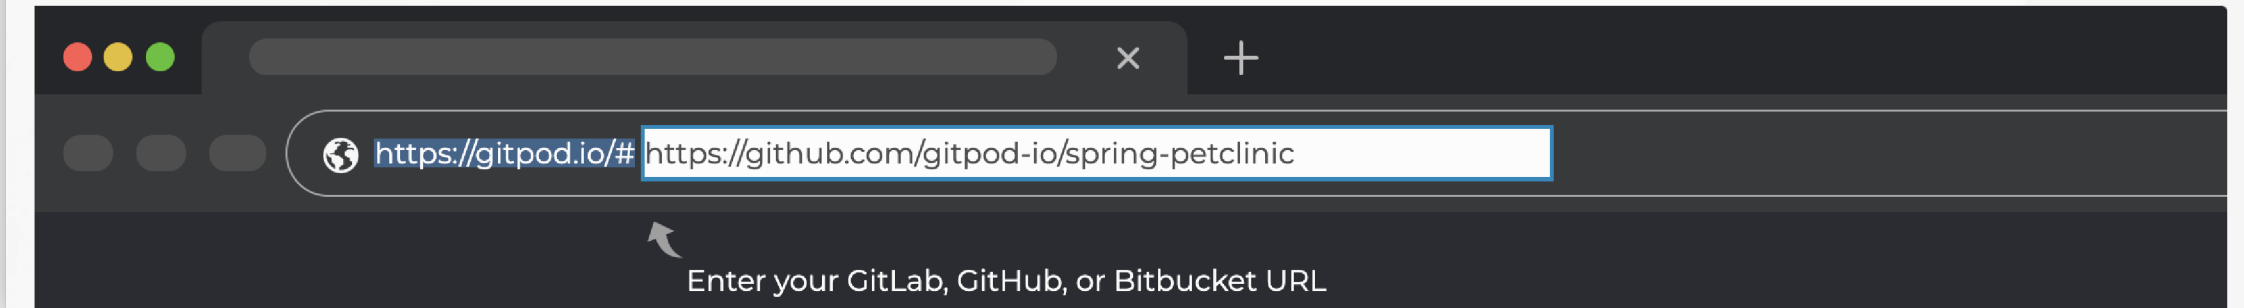 https://gitpod.io/# https://github.com/gitpod-io/spring-petclinic
Enter your GitLab, GitHub, or Bitbucket URL